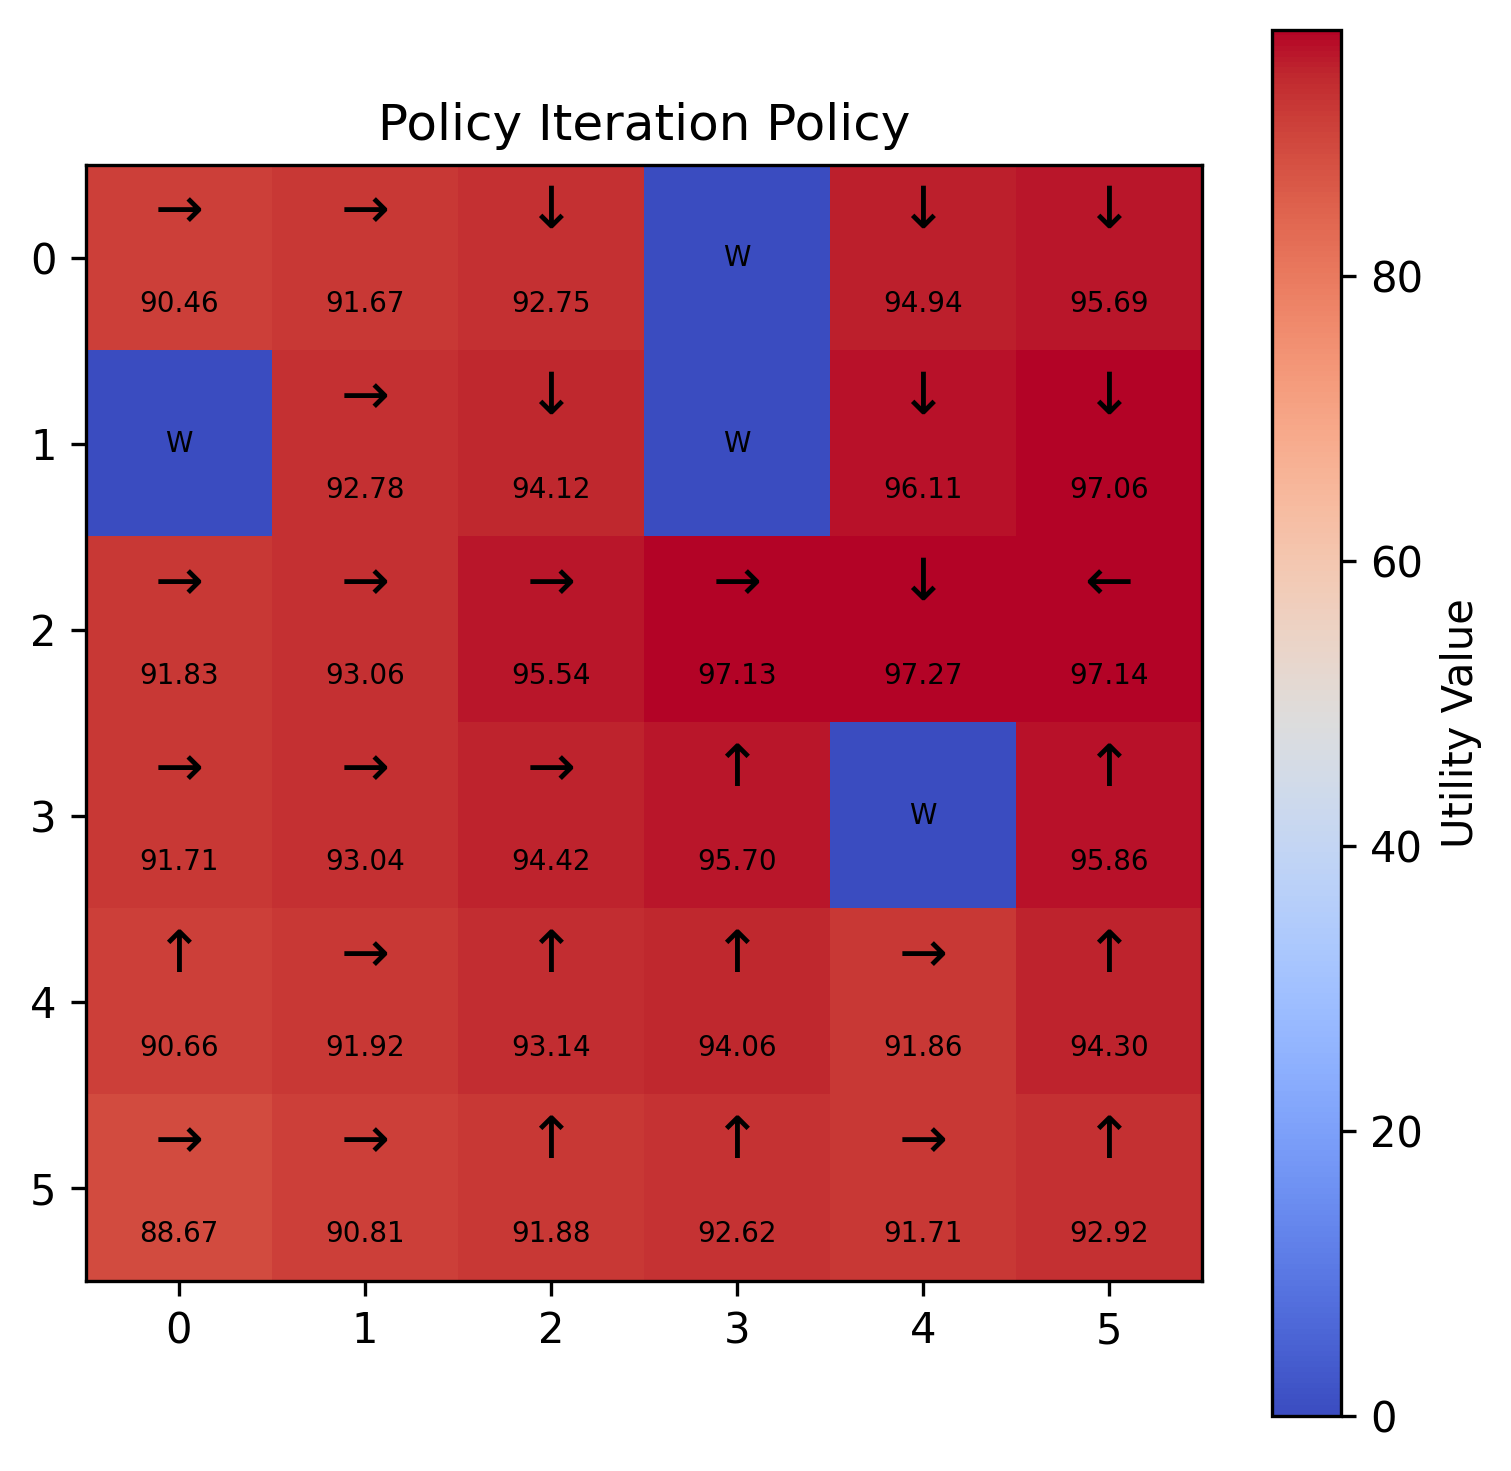 Policy Iteration Policy
→ → ↓ ↓ ↓
0 W
90.46 91.67 92.75 94.94 95.69
→ ↓ ↓ ↓
1 W W
92.78 94.12 96.11 97.06
→ → → → ↓ ←
2
91.83 93.06 95.54 97.13 97.27 97.14
→ → → ↑ ↑
3 W
91.71 93.04 94.42 95.70 95.86
↑ → ↑ ↑ → ↑
4
90.66 91.92 93.14 94.06 91.86 94.30
→ → ↑ ↑ → ↑
5
88.67 90.81 91.88 92.62 91.71 92.92
0 1 2 3 4 5
80
60
40
20
0
Utility Value